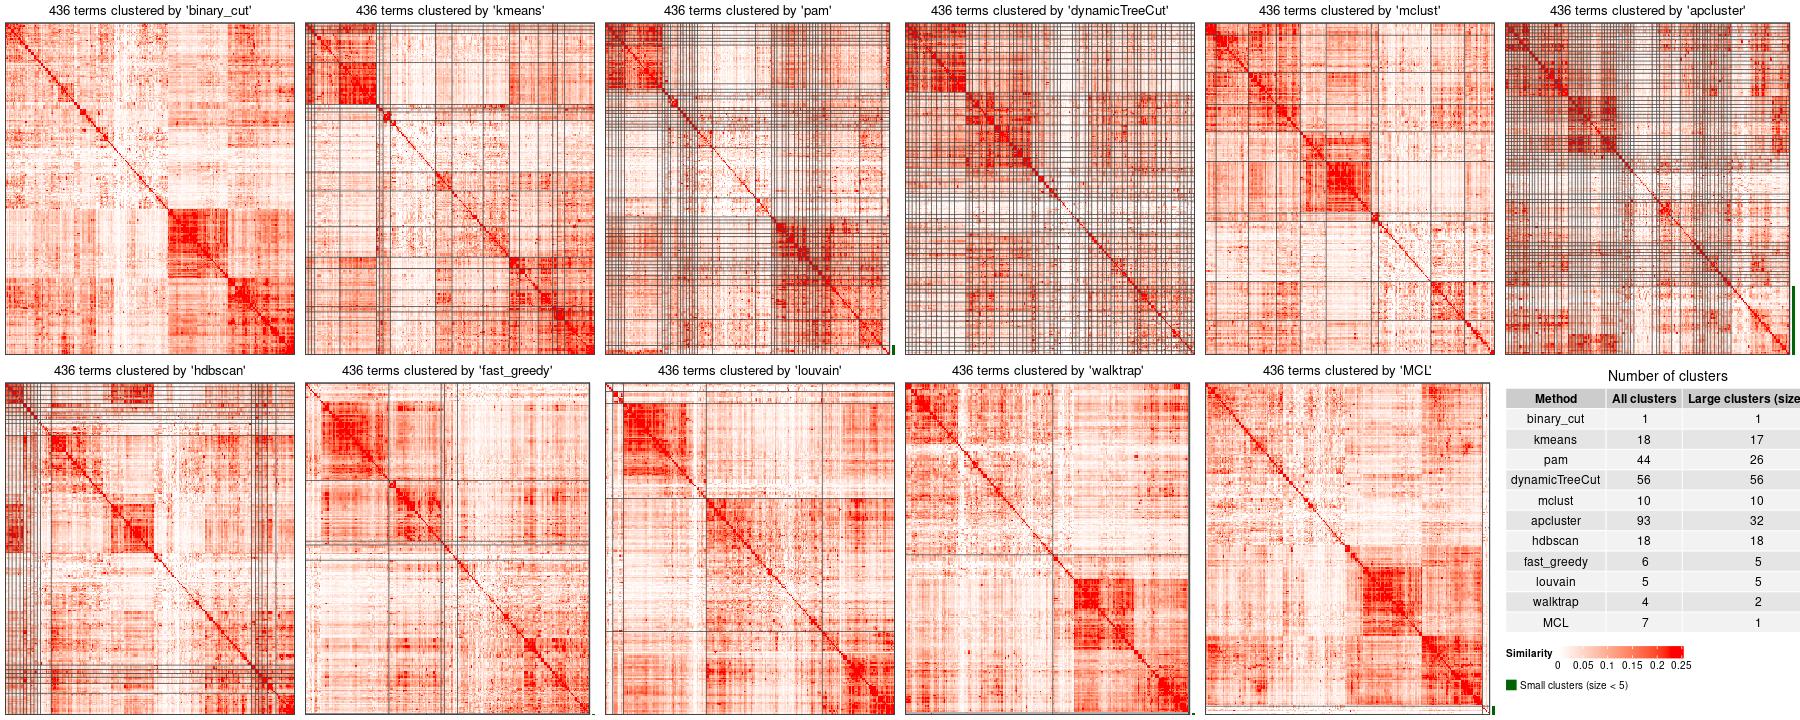 436 terms clustered by 'binary_cut'
436 terms clustered by 'kmeans'
436 terms clustered by 'pam'
436 terms clustered by 'dynamicTreeCut'
436 terms clustered by 'mclust'
436 terms clustered by 'apcluster'
436 terms clustered by 'hdbscan'
436 terms clustered by 'fast_greedy'
436 terms clustered by 'louvain'
436 terms clustered by 'walktrap'
436 terms clustered by 'MCL'
Number of clusters
Method All clusters Large clusters (size
binary_cut 1 1
kmeans 18 17
pam 44 26
dynamicTreeCut 56 56
mclust 10 10
apcluster 93 32
hdbscan 18 18
fast_greedy 6 5
louvain 5 5
walktrap 4 2
MCL 7 1
Similarity
0 0.05 0.1 0.15 0.2 0.25
Small clusters (size < 5)